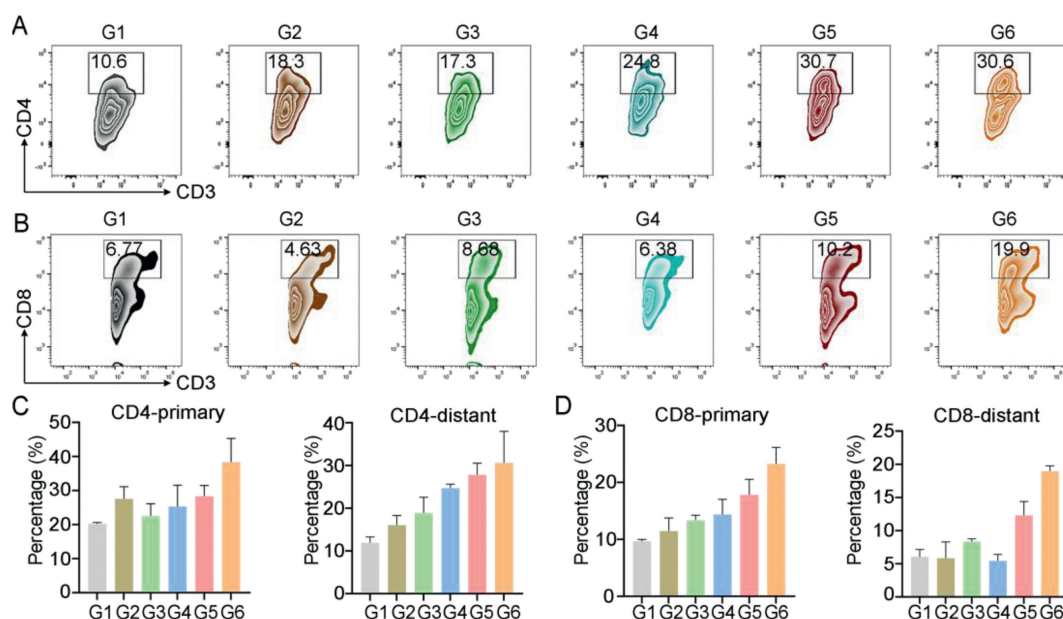 A
G1 G2 G3 G4 G5 G6
10.6 18.3 17.3 24.8 30.7 30.6
CD4
CD3
B
G1 G2 G3 G4 G5 G6
6.77 4.63 8.68 6.38 10.2 19.9
CD8
CD3
C
CD4-primary
Percentage (%)
50
40
30
20
10
0
G1 G2 G3 G4 G5 G6
CD4-distant
Percentage (%)
40
30
20
10
0
G1 G2 G3 G4 G5 G6
D
CD8-primary
Percentage (%)
30
20
10
0
G1 G2 G3 G4 G5 G6
CD8-distant
Percentage (%)
25
20
15
10
5
0
G1 G2 G3 G4 G5 G6